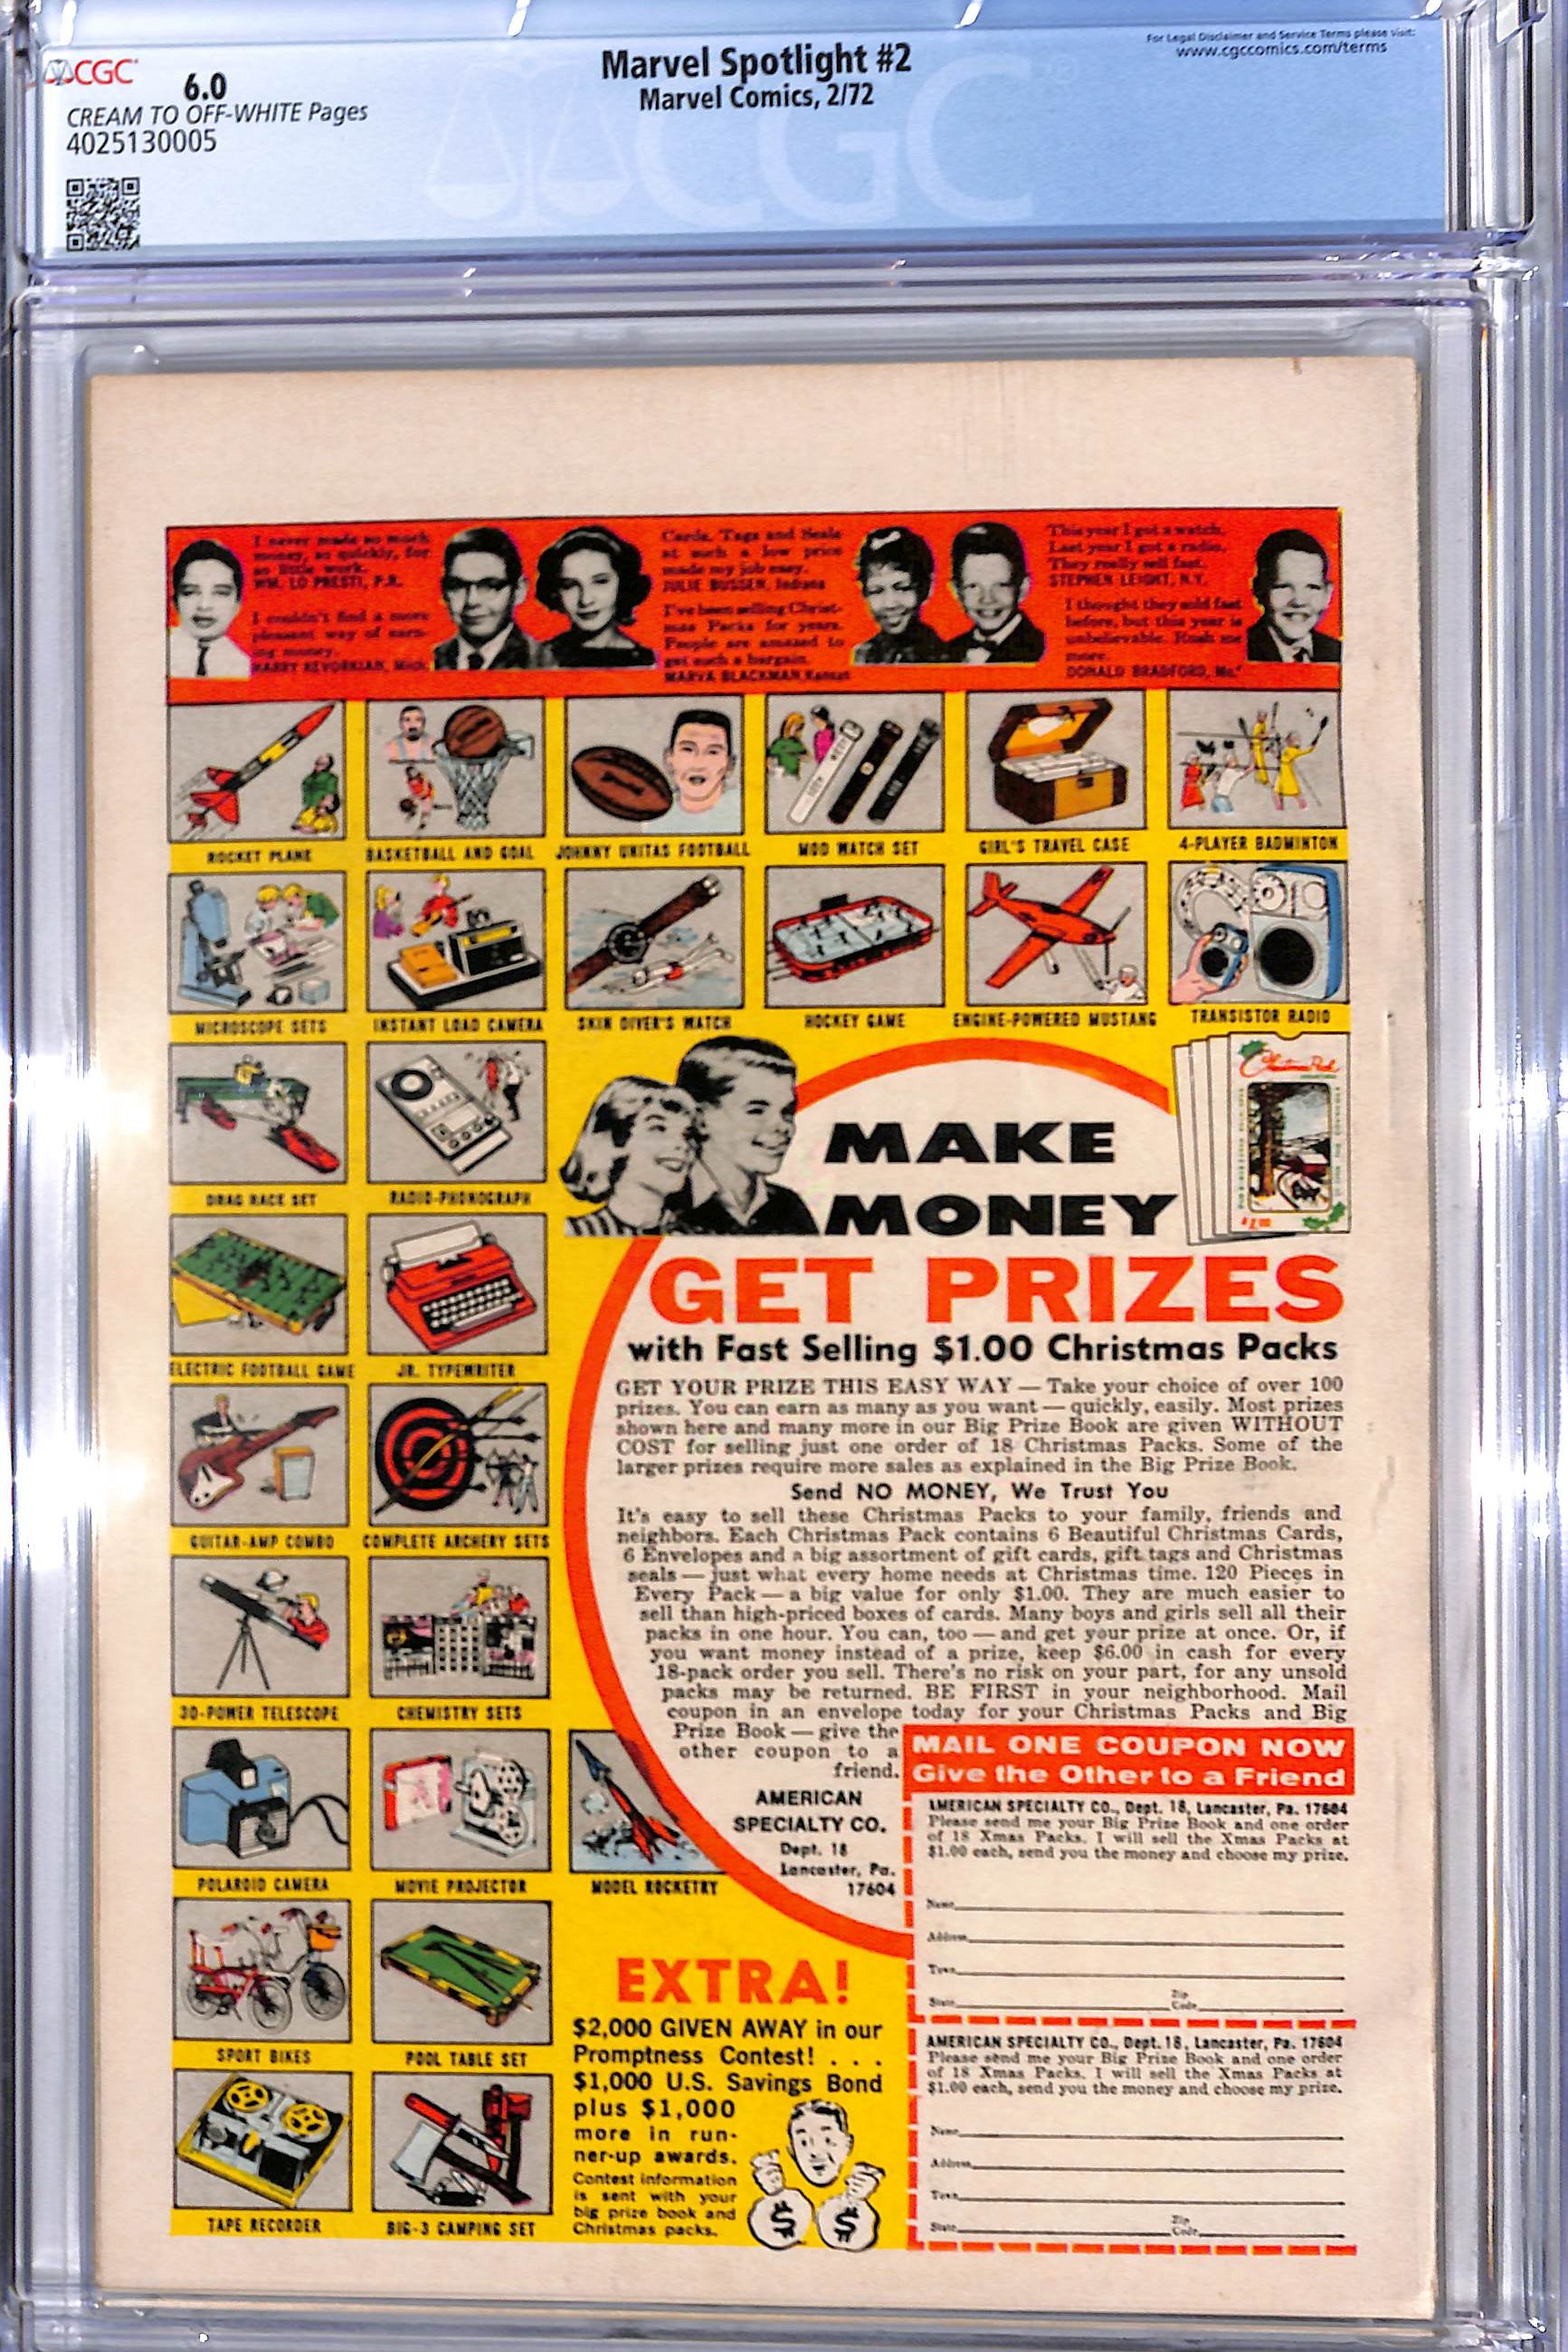 CGC
6.0
CREAM TO OFF-WHITE Pages
4025130005
Marvel Spotlight #2
Marvel Comics, 2/72
For Legal Disclaimer and Service Terms please visit:
www.cgccomics.com/terms
CGC
I never made so much
money, so quickly, for
so little work.
WM. LO PRESTI, P.R.
I couldn't find a more
pleasant way of earn-
ing money.
HARRY KEVORKIAN, Mich.
Cards, Tags and Seals
at such a low price
made my job easy.
JULIE BUSSEN, Indiana
I've been selling Christ-
mas Packs for years.
People are amazed to
get such a bargain.
MARVA BLACKMAN Kansas
This year I got a watch.
Last year I got a radio.
They really sell fast.
STEPHEN LEIGHT, N.Y.
I thought they sold fast
before, but this year is
unbelievable. Rush me
more.
DONALD BRADFORD, Mo.
ROCKET PLANE
BASKETBALL AND GOAL
JOHNNY UNITAS FOOTBALL
MOD WATCH SET
GIRL'S TRAVEL CASE
4-PLAYER BADMINTON
MICROSCOPE SETS
INSTANT LOAD CAMERA
SKIN DIVER'S WATCH
HOCKEY GAME
ENGINE-POWERED MUSTANG
TRANSISTOR RADIO
DRAG RACE SET
RADIO-PHONOGRAPH
ELECTRIC FOOTBALL GAME
JR. TYPEWRITER
GUITAR-AMP COMBO
COMPLETE ARCHERY SETS
30-POWER TELESCOPE
CHEMISTRY SETS
POLAROID CAMERA
MOVIE PROJECTOR
MODEL ROCKETRY
SPORT BIKES
POOL TABLE SET
TAPE RECORDER
BIG-3 CAMPING SET
Christmas Pack
$1.00
MAKE
MONEY
GET PRIZES
with Fast Selling $1.00 Christmas Packs
GET YOUR PRIZE THIS EASY WAY — Take your choice of over 100
prizes. You can earn as many as you want — quickly, easily. Most prizes
shown here and many more in our Big Prize Book are given WITHOUT
COST for selling just one order of 18 Christmas Packs. Some of the
larger prizes require more sales as explained in the Big Prize Book.
Send NO MONEY, We Trust You
It's easy to sell these Christmas Packs to your family, friends and
neighbors. Each Christmas Pack contains 6 Beautiful Christmas Cards,
6 Envelopes and a big assortment of gift cards, gift tags and Christmas
seals — just what every home needs at Christmas time. 120 Pieces in
Every Pack — a big value for only $1.00. They are much easier to
sell than high-priced boxes of cards. Many boys and girls sell all their
packs in one hour. You can, too — and get your prize at once. Or, if
you want money instead of a prize, keep $6.00 in cash for every
18-pack order you sell. There's no risk on your part, for any unsold
packs may be returned. BE FIRST in your neighborhood. Mail
coupon in an envelope today for your Christmas Packs and Big
Prize Book — give the
other coupon to a
friend.
AMERICAN
SPECIALTY CO.
Dept. 18
Lancaster, Pa.
17604
MAIL ONE COUPON NOW
Give the Other to a Friend
AMERICAN SPECIALTY CO., Dept. 18, Lancaster, Pa. 17604
Please send me your Big Prize Book and one order
of 18 Xmas Packs. I will sell the Xmas Packs at
$1.00 each, send you the money and choose my prize.
Name
Address
Town
State Zip Code
AMERICAN SPECIALTY CO., Dept. 18, Lancaster, Pa. 17604
Please send me your Big Prize Book and one order
of 18 Xmas Packs. I will sell the Xmas Packs at
$1.00 each, send you the money and choose my prize.
Name
Address
Town
State Zip Code
EXTRA!
$2,000 GIVEN AWAY in our
Promptness Contest! . . .
$1,000 U.S. Savings Bond
plus $1,000
more in run-
ner-up awards.
Contest information
is sent with your
big prize book and
Christmas packs.
$ $